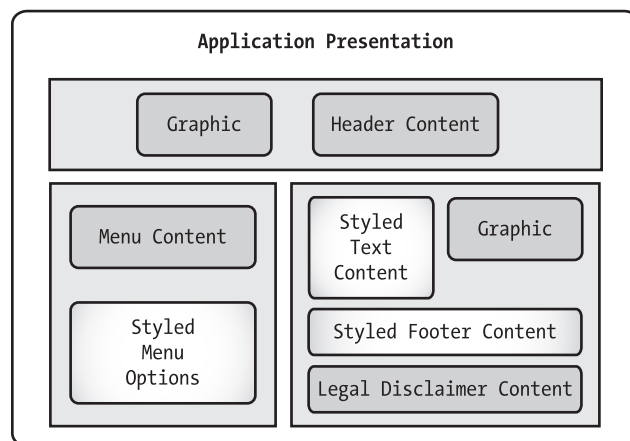 Application Presentation
Graphic
Header Content
Menu Content
Styled
Menu
Options
Styled
Text
Content
Graphic
Styled Footer Content
Legal Disclaimer Content